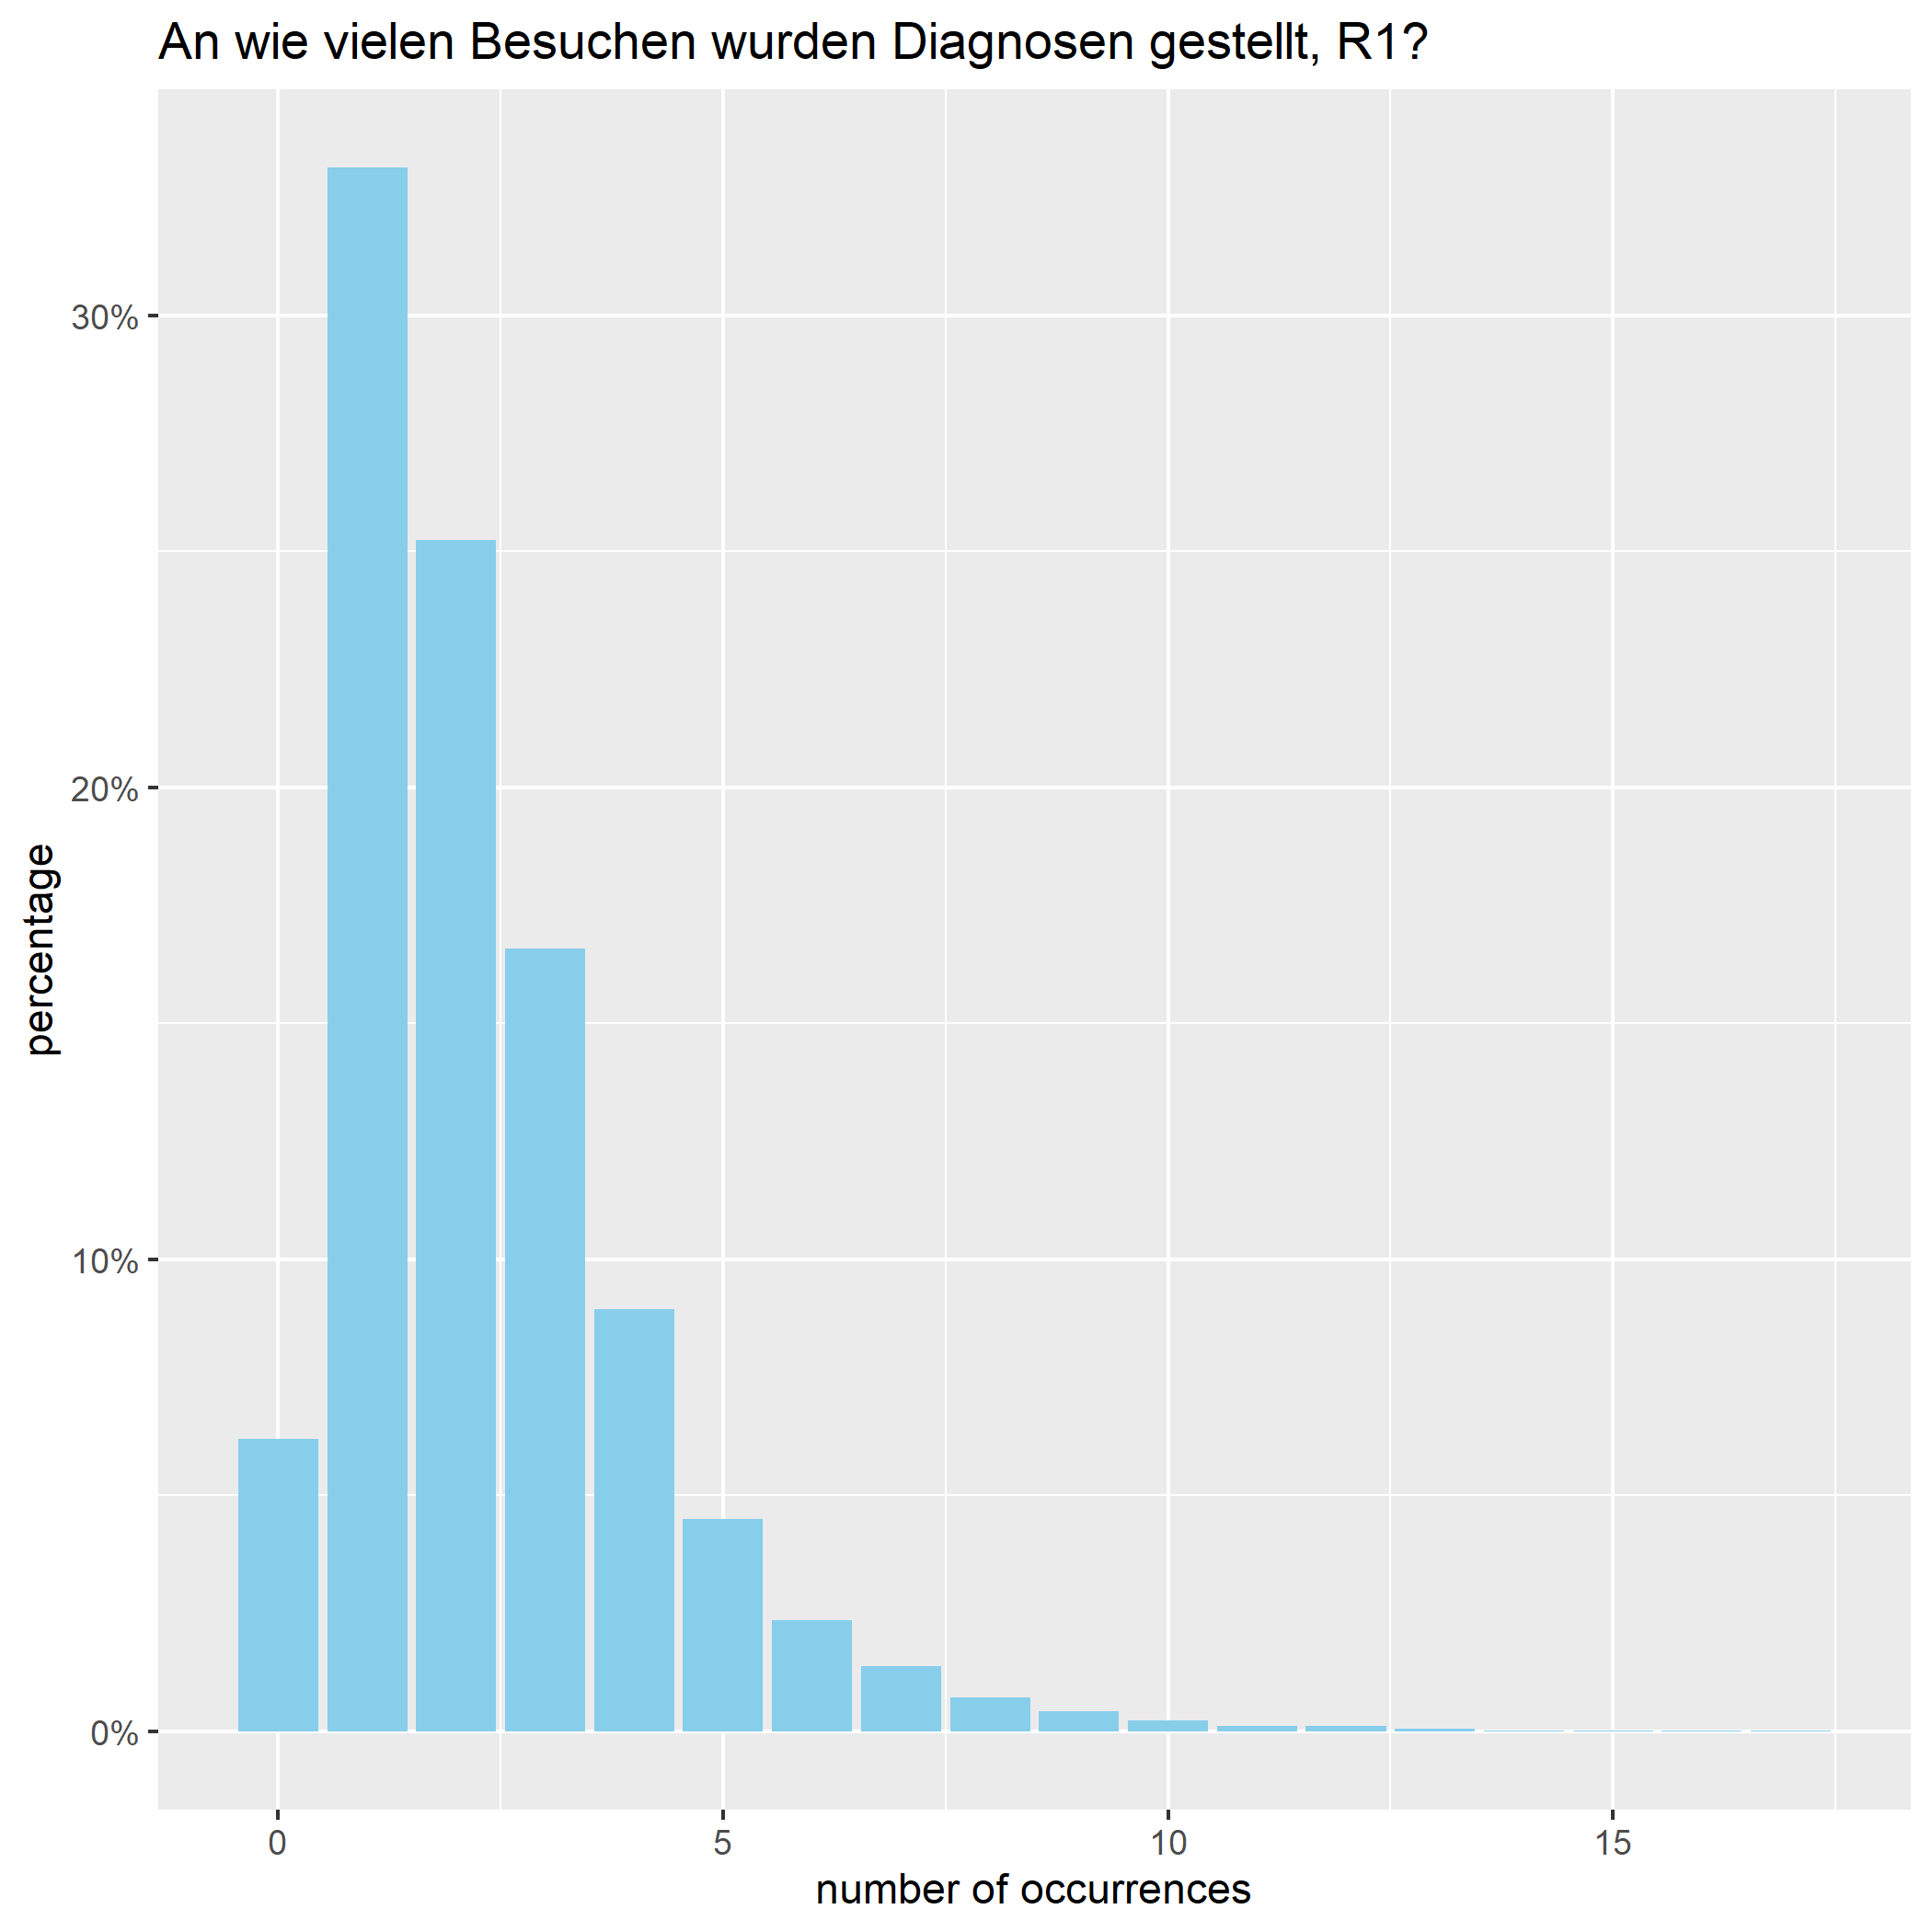 An wie vielen Besuchen wurden Diagnosen gestellt, R1?
30%
20%
10%
0%
percentage
0 5 10 15
number of occurrences